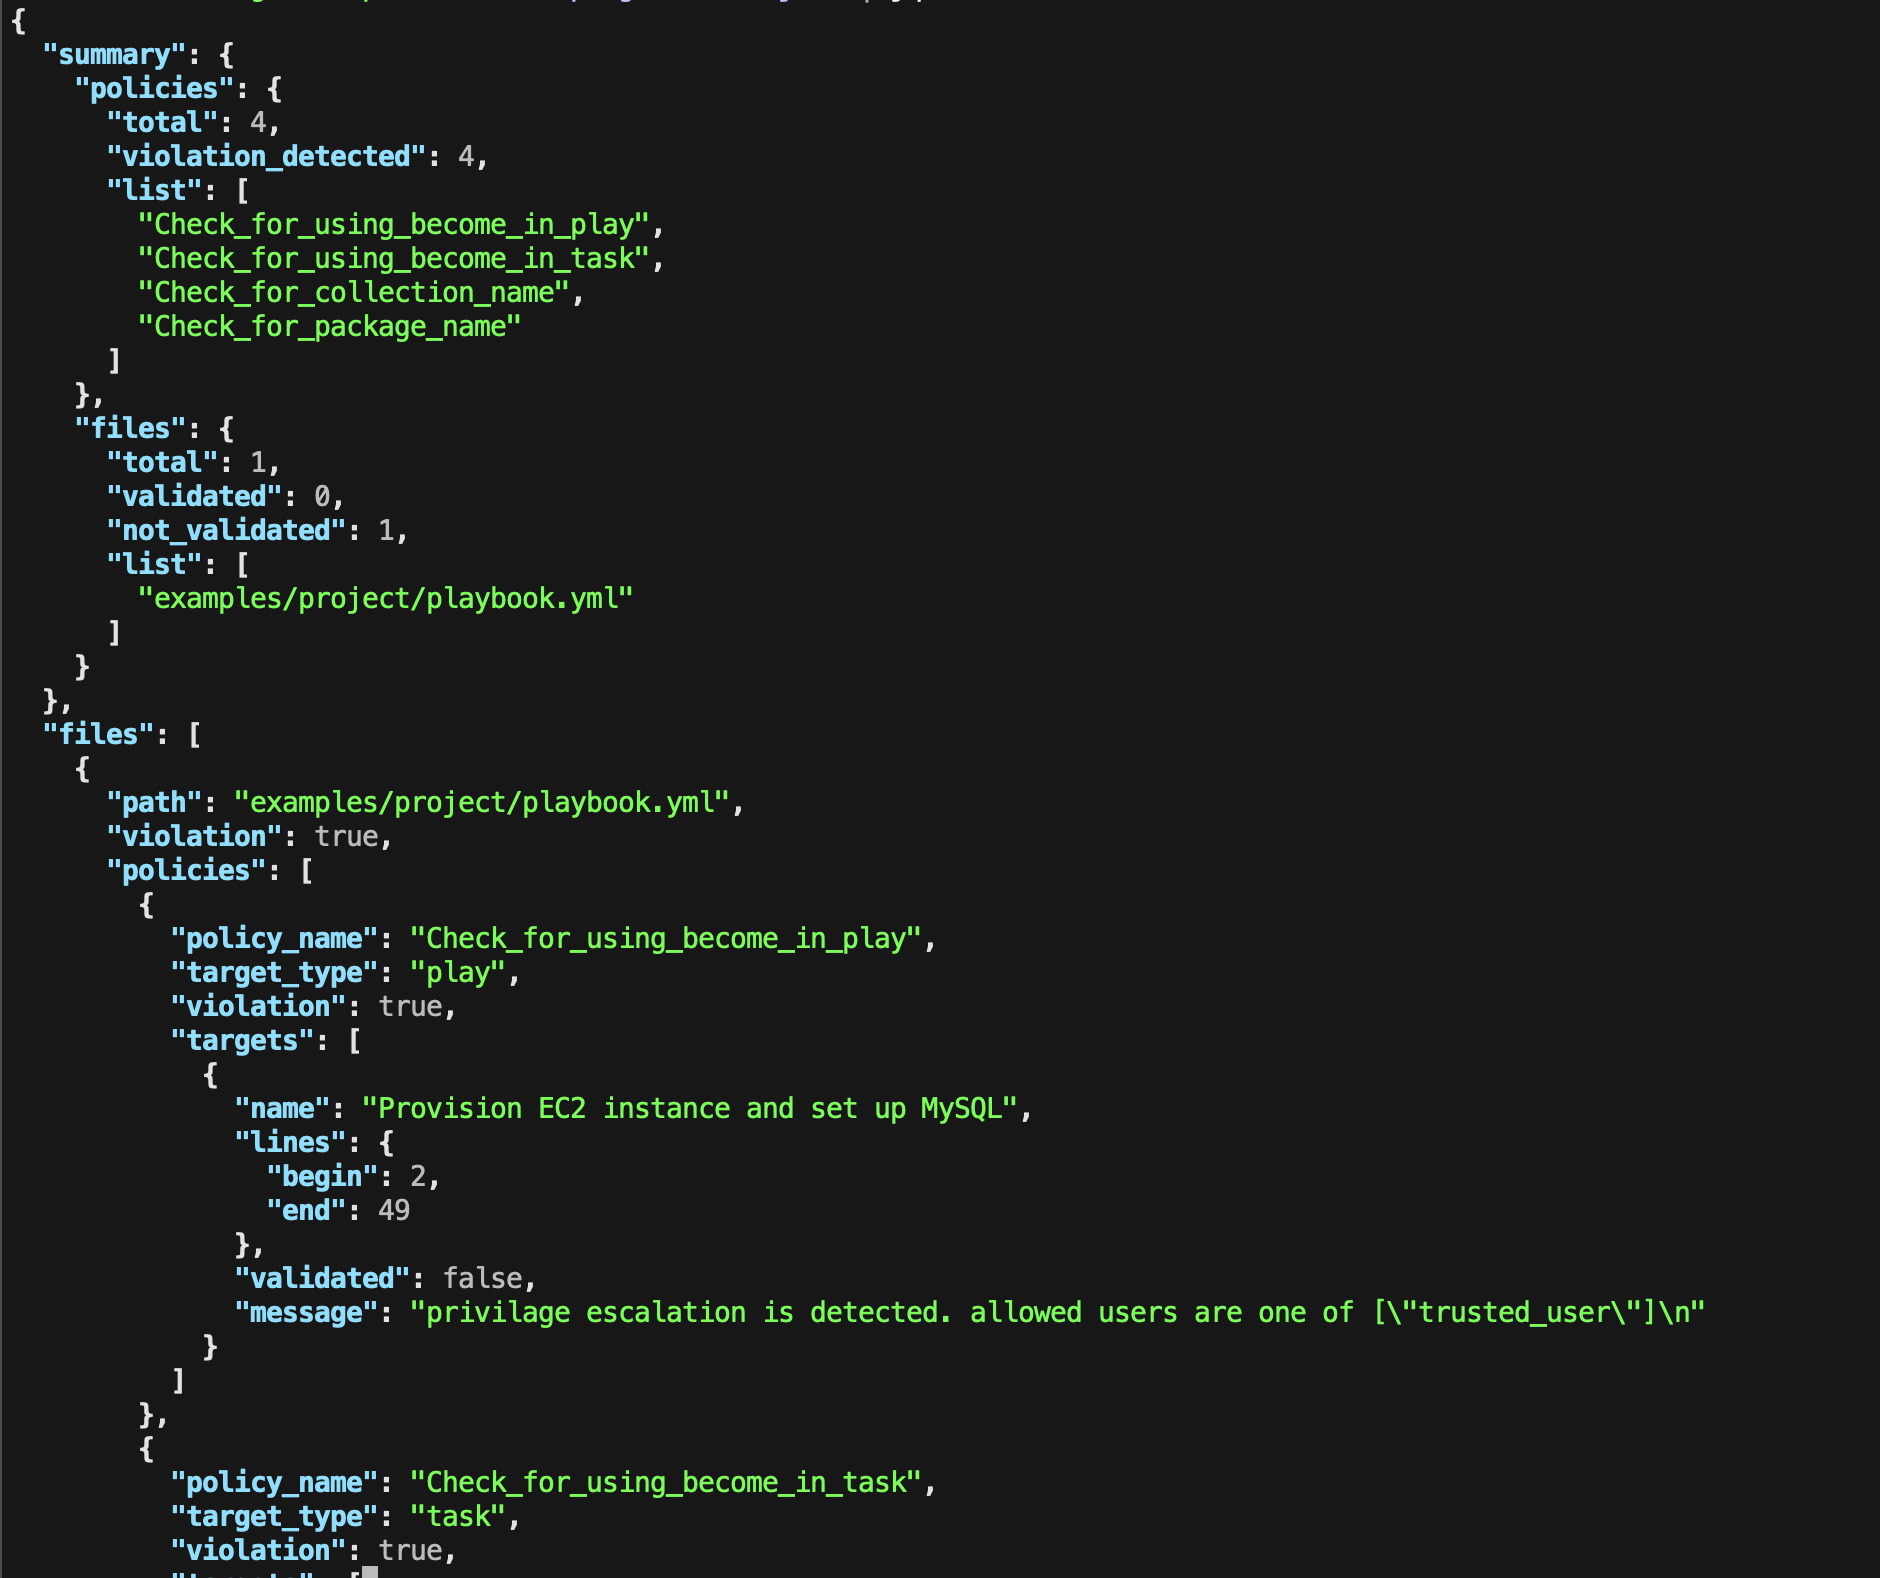 {
  "summary": {
    "policies": {
      "total": 4,
      "violation_detected": 4,
      "list": [
        "Check_for_using_become_in_play",
        "Check_for_using_become_in_task",
        "Check_for_collection_name",
        "Check_for_package_name"
      ]
    },
    "files": {
      "total": 1,
      "validated": 0,
      "not_validated": 1,
      "list": [
        "examples/project/playbook.yml"
      ]
    }
  },
  "files": [
    {
      "path": "examples/project/playbook.yml",
      "violation": true,
      "policies": [
        {
          "policy_name": "Check_for_using_become_in_play",
          "target_type": "play",
          "violation": true,
          "targets": [
            {
              "name": "Provision EC2 instance and set up MySQL",
              "lines": {
                "begin": 2,
                "end": 49
              },
              "validated": false,
              "message": "privilage escalation is detected. allowed users are one of [\"trusted_user\"]\n"
            }
          ]
        },
        {
          "policy_name": "Check_for_using_become_in_task",
          "target_type": "task",
          "violation": true,